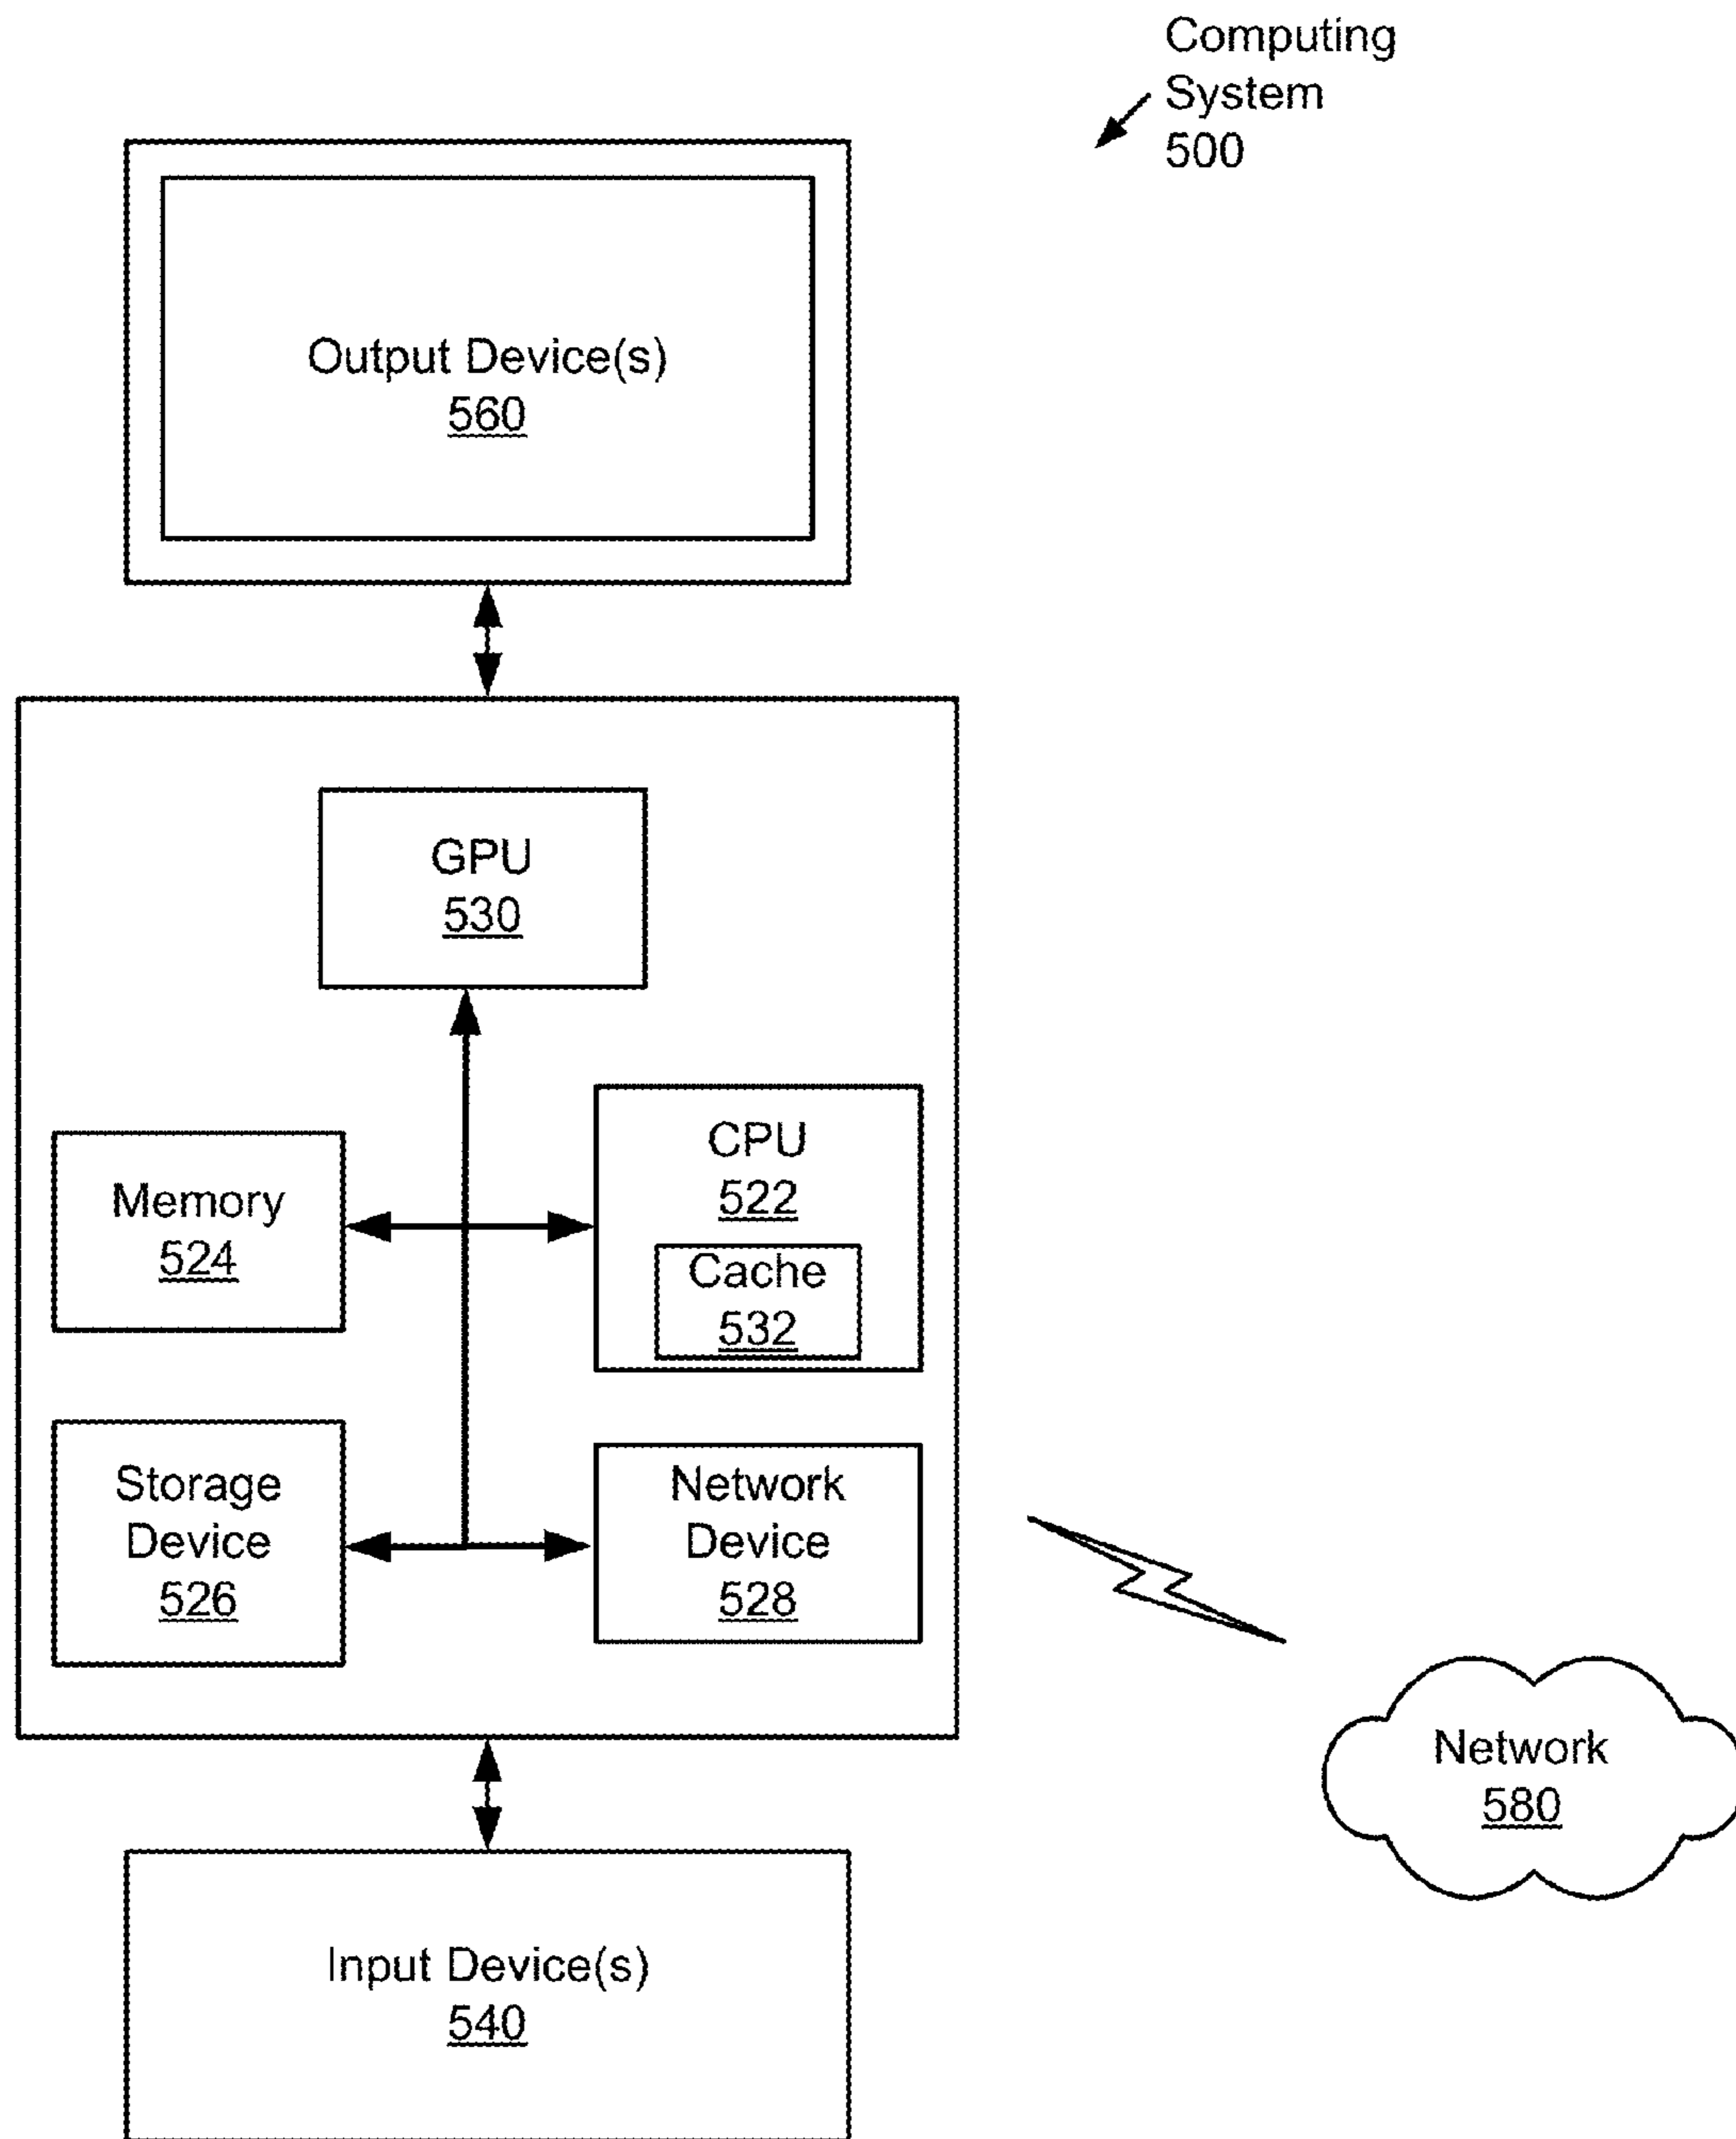 Computing
System
500
Output Device(s)
560
GPU
530
Memory
524
CPU
522
Cache
532
Storage
Device
526
Network
Device
528
Network
580
Input Device(s)
540